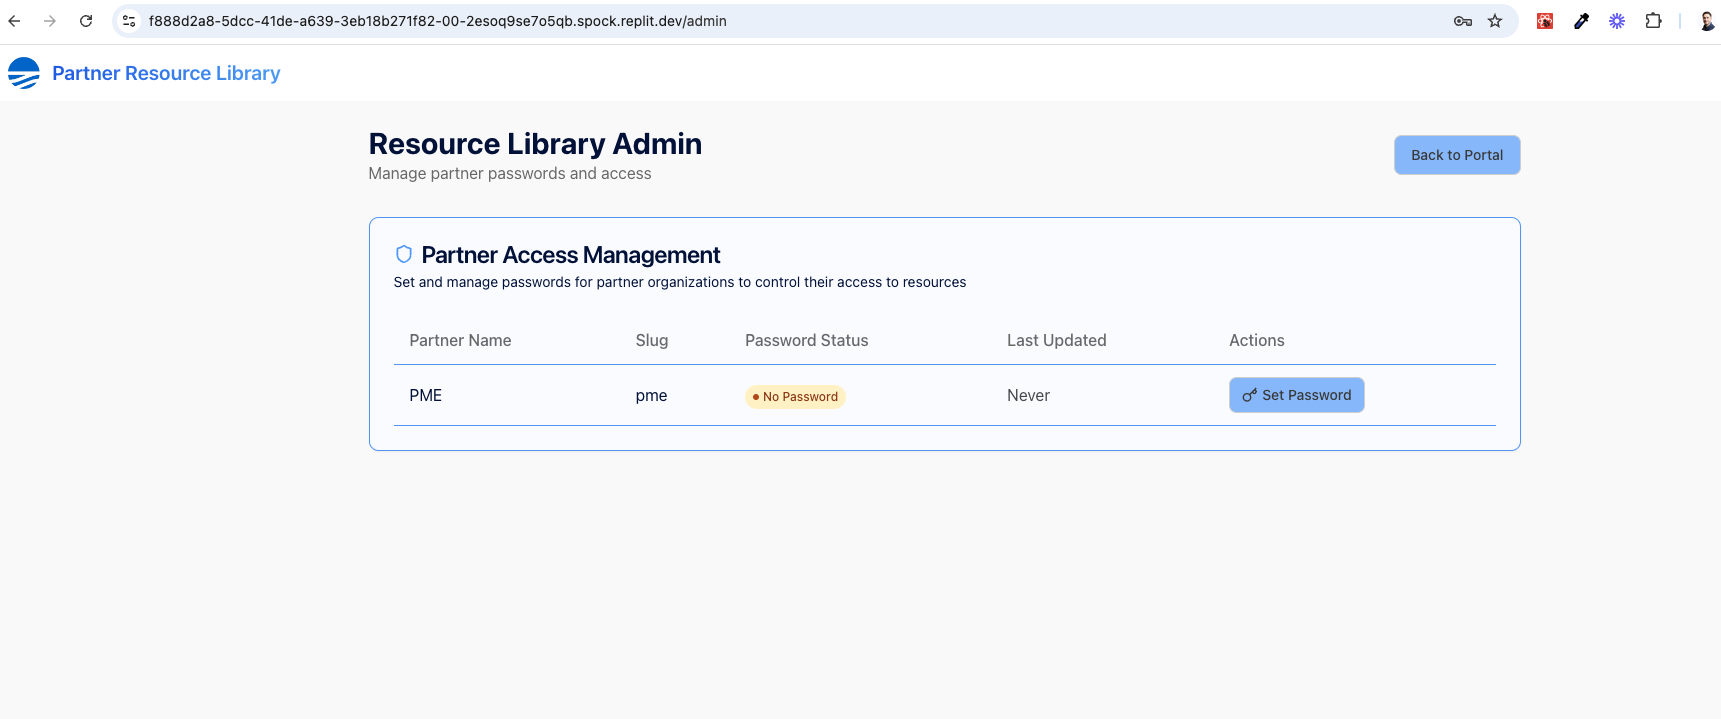 f888d2a8-5dcc-41de-a639-3eb18b271f82-00-2esoq9se7o5qb.spock.replit.dev/admin
Partner Resource Library
Resource Library Admin
Manage partner passwords and access
Back to Portal
Partner Access Management
Set and manage passwords for partner organizations to control their access to resources
Partner Name Slug Password Status Last Updated Actions
PME pme No Password Never Set Password